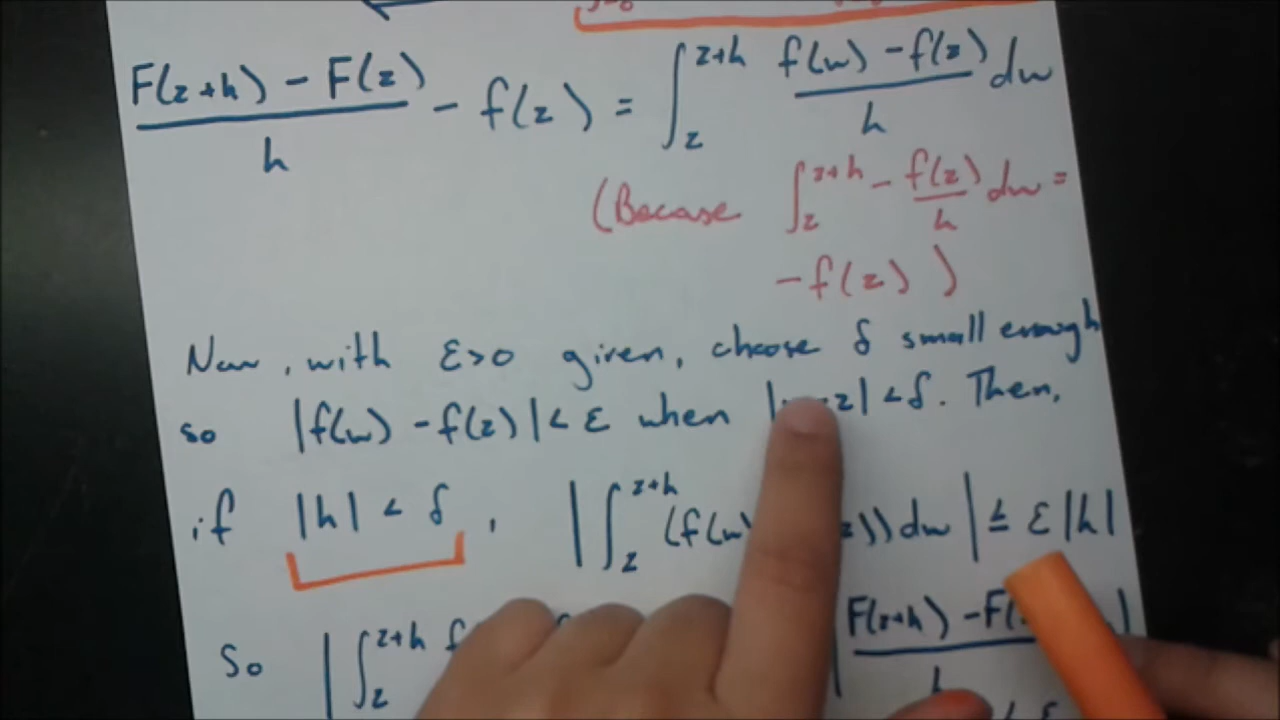 F(z+h) - F(z) / h - f(z) = ∫_z^{z+h} f(w) - f(z) / h dw
(Becase ∫_z^{z+h} - f(z)/h dw =
- f(z) )
Now, with ε>0 given, choose δ small enough
so |f(w) - f(z)| < ε when | z| < δ. Then,
if |h| < δ, | ∫_z^{z+h} (f(w) z)) dw | ≤ ε|h|
So | ∫_z^{z+h} F(z+h) - F( / h